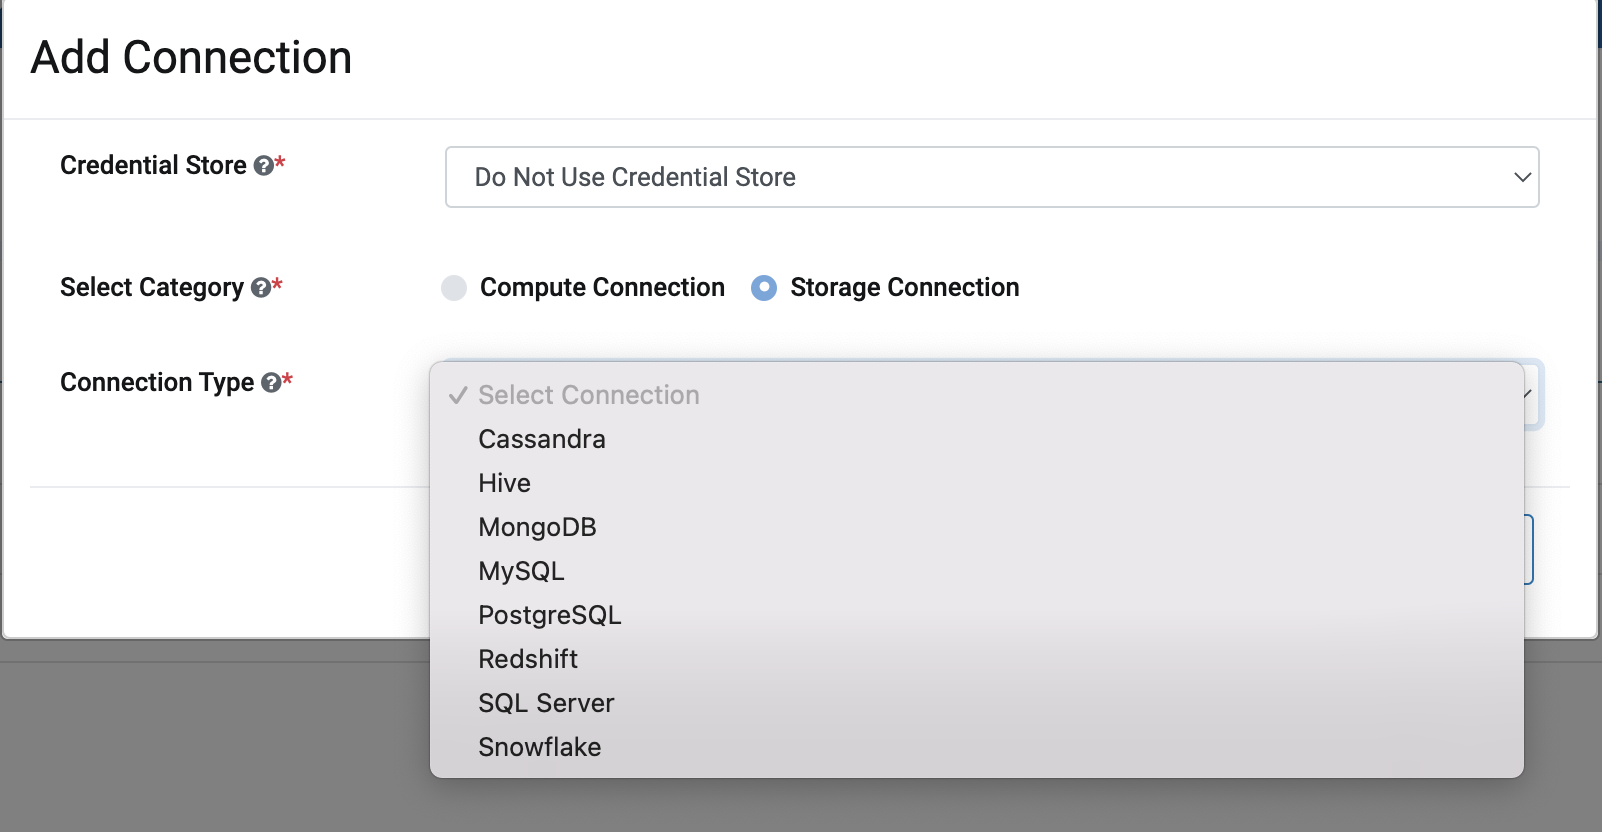 Add Connection
Credential Store ?*
Do Not Use Credential Store
Select Category ?*
Compute Connection Storage Connection
Connection Type ?*
✓ Select Connection
Cassandra
Hive
MongoDB
MySQL
PostgreSQL
Redshift
SQL Server
Snowflake